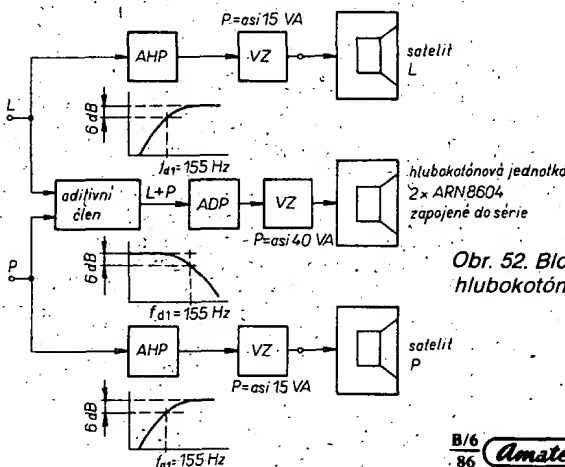 P=asi 15 VA
AHP
VZ
satelit
L
L
6 dB
fd1=155 Hz
aditivní
člen
L+P
ADP
VZ
hlubokotónová jednotka
2x ARN8604
zapojené do série
P=asi 40 VA
6 dB
fd1=155 Hz
P
Obr. 52. Blo
hlubokotón
AHP
VZ
satelit
P
P=asi 15 VA
6 dB
fd1=155 Hz
B/6
86
Amate